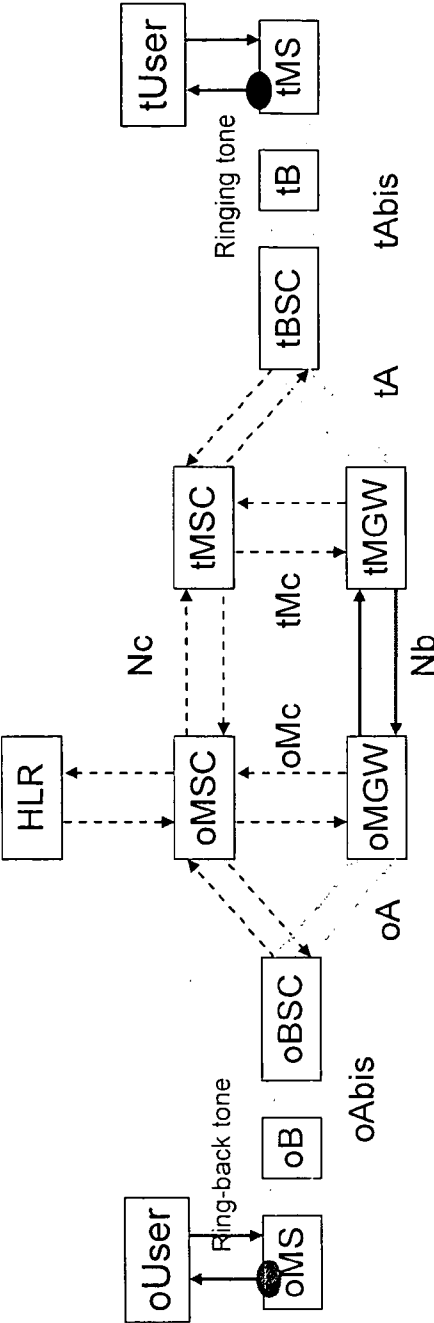 HLR
oUser
Ring-back tone
oMS
oB
oAbis
oBSC
oA
oMSC
oMc
oMGW
Nc
Nb
tMSC
tMc
tMGW
tA
tBSC
tAbis
tB
Ringing tone
tUser
tMS